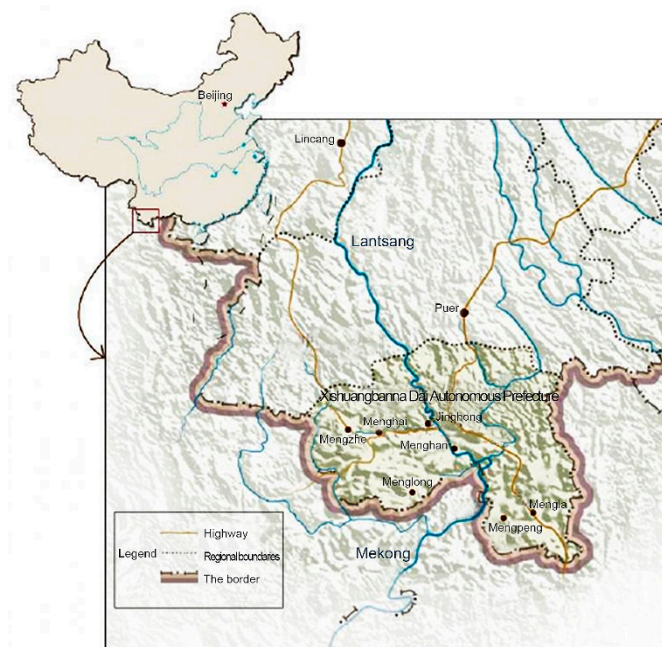 Beijing
Lincang
Lantsang
Puer
Xishuangbanna Dai Autonomous Prefecture
Jinghong
Menghai
Mengzhe
Menghan
Menglong
Mengla
Mengpeng
Highway
Legend
Regional boundares
The border
Mekong